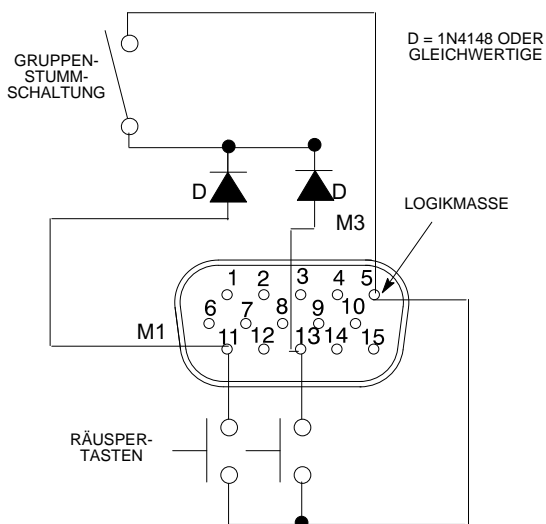 D = 1N4148 ODER
GLEICHWERTIGE
GRUPPEN-
STUMM-
SCHALTUNG
D
D
M3
LOGIKMASSE
1 2 3 4 5
6 7 8 9 10
M1
11 12 13 14 15
RÄUSPER-
TASTEN